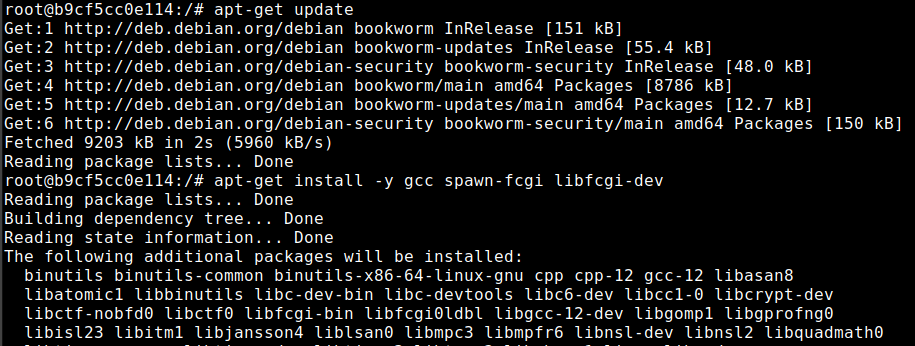 root@b9cf5cc0e114:/# apt-get update
Get:1 http://deb.debian.org/debian bookworm InRelease [151 kB]
Get:2 http://deb.debian.org/debian bookworm-updates InRelease [55.4 kB]
Get:3 http://deb.debian.org/debian-security bookworm-security InRelease [48.0 kB]
Get:4 http://deb.debian.org/debian bookworm/main amd64 Packages [8786 kB]
Get:5 http://deb.debian.org/debian bookworm-updates/main amd64 Packages [12.7 kB]
Get:6 http://deb.debian.org/debian-security bookworm-security/main amd64 Packages [150 kB]
Fetched 9203 kB in 2s (5960 kB/s)
Reading package lists... Done
root@b9cf5cc0e114:/# apt-get install -y gcc spawn-fcgi libfcgi-dev
Reading package lists... Done
Building dependency tree... Done
Reading state information... Done
The following additional packages will be installed:
  binutils binutils-common binutils-x86-64-linux-gnu cpp cpp-12 gcc-12 libasan8
  libatomic1 libbinutils libc-dev-bin libc-devtools libc6-dev libcc1-0 libcrypt-dev
  libctf-nobfd0 libctf0 libfcgi-bin libfcgi0ldbl libgcc-12-dev libgomp1 libgprofng0
  libisl23 libitm1 libjansson4 liblsan0 libmpc3 libmpfr6 libnsl-dev libnsl2 libquadmath0